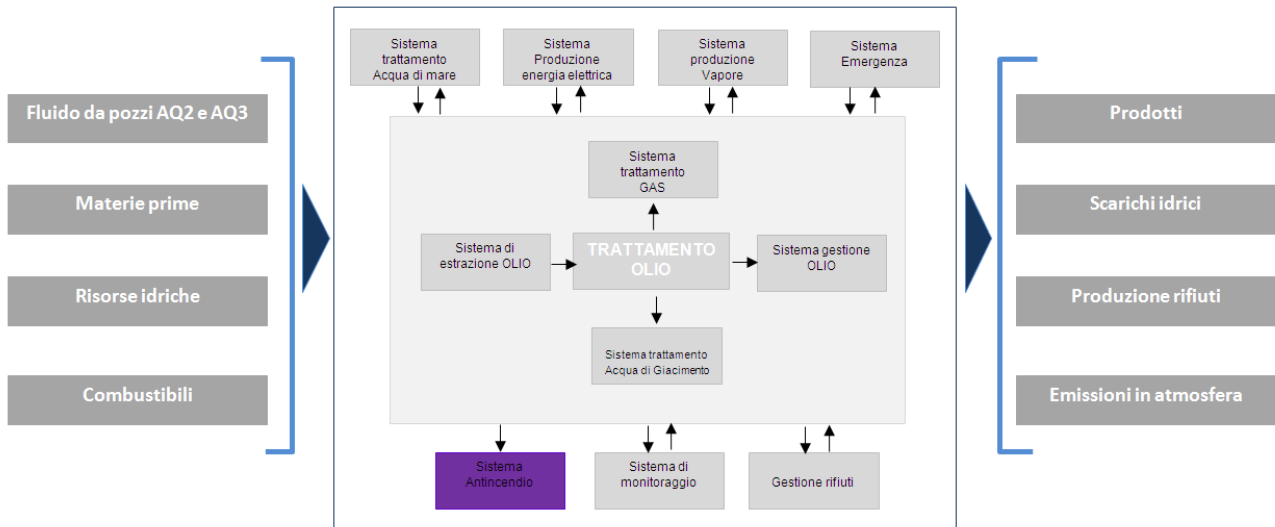 Fluido da pozzi AQ2 e AQ3
Materie prime
Risorse idriche
Combustibili
Sistema
trattamento
Acqua di mare
Sistema
Produzione
energia elettrica
Sistema
produzione
Vapore
Sistema
Emergenza
Sistema
trattamento
GAS
Sistema di
estrazione OLIO
TRATTAMENTO
OLIO
Sistema gestione
OLIO
Sistema trattamento
Acqua di Giacimento
Sistema
Antincendio
Sistema di
monitoraggio
Gestione rifiuti
Prodotti
Scarichi idrici
Produzione rifiuti
Emissioni in atmosfera